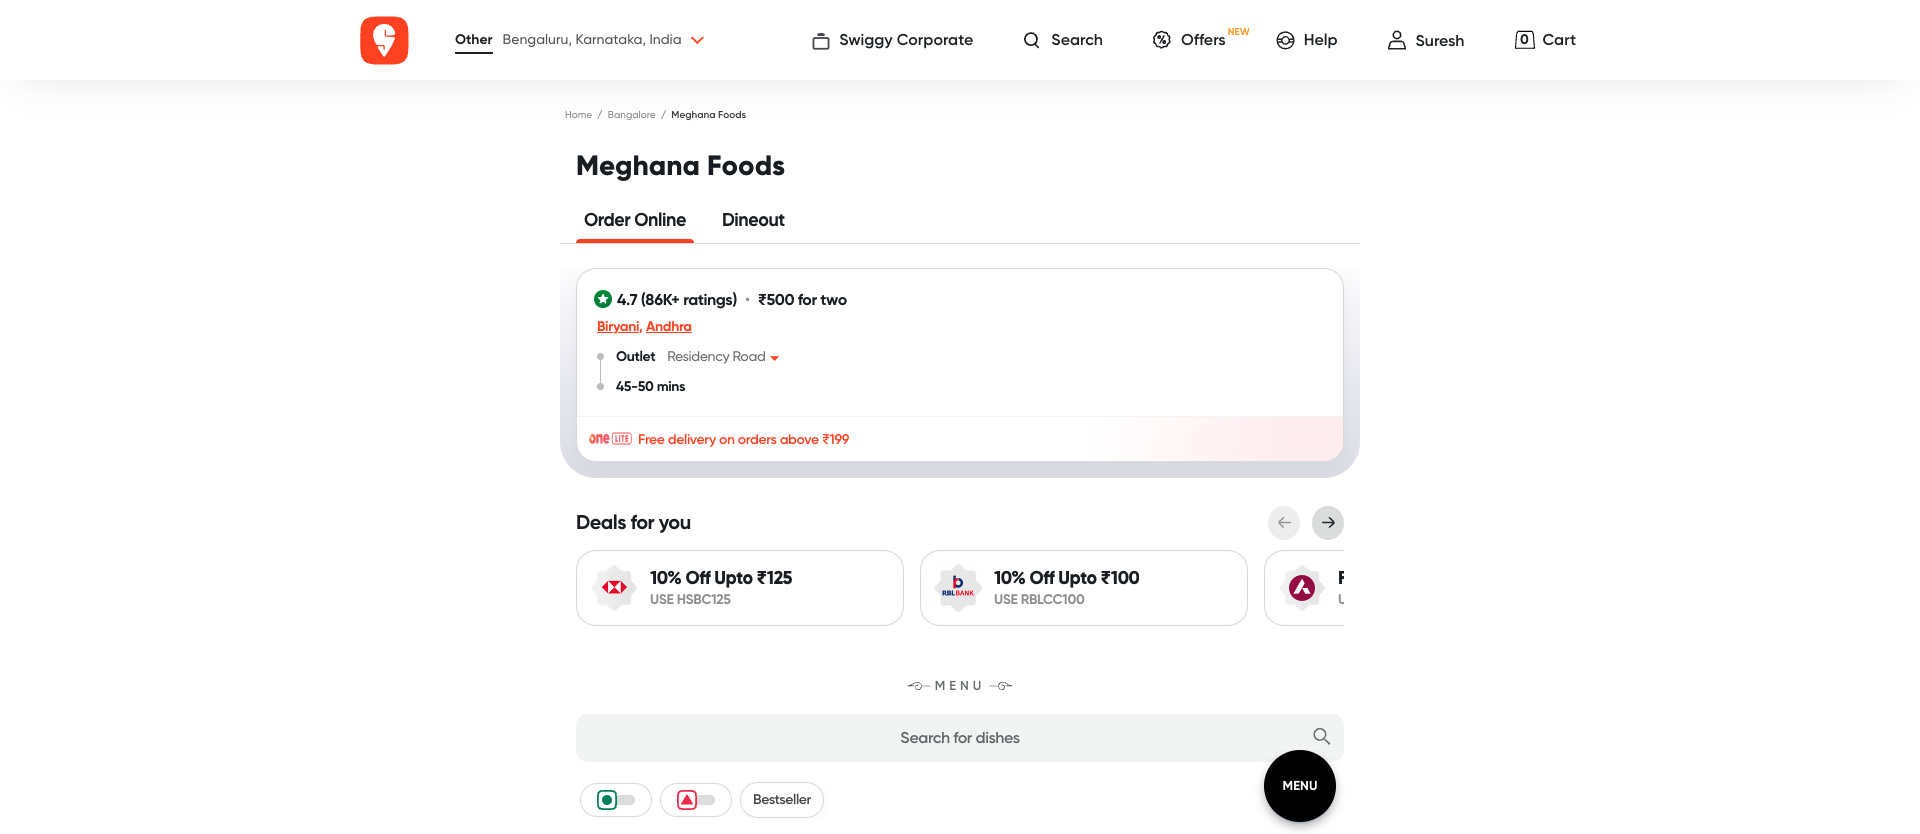 Other Bengaluru, Karnataka, India
Swiggy Corporate
Search
Offers NEW
Help
Suresh
0 Cart
Home / Bangalore / Meghana Foods
Meghana Foods
Order Online Dineout
4.7 (86K+ ratings) • ₹500 for two
Biryani, Andhra
Outlet Residency Road
45-50 mins
one LITE Free delivery on orders above ₹199
Deals for you
10% Off Upto ₹125
USE HSBC125
RBLBANK
10% Off Upto ₹100
USE RBLCC100
MENU
Search for dishes
Bestseller
MENU